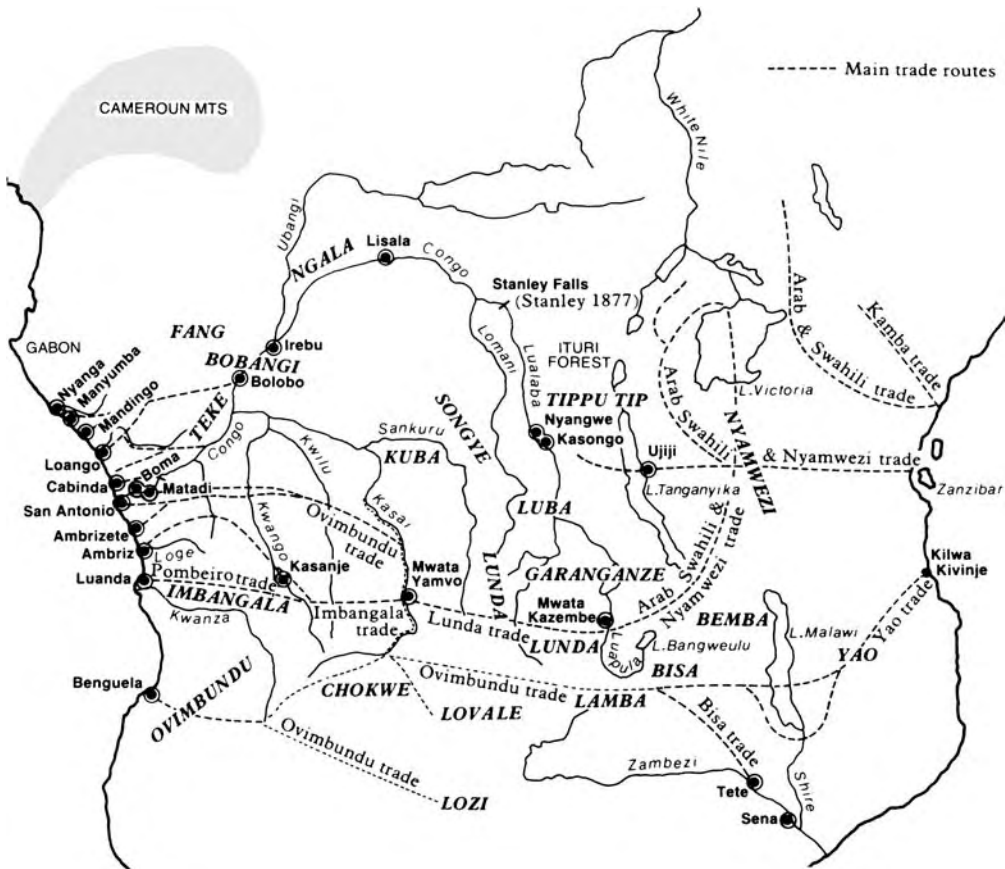 Main trade routes
CAMEROUN MTS
White Nile
Ubangi
NGALA
Lisala
Congo
Stanley Falls
(Stanley 1877)
Arab & Swahili trade
Kamba trade
FANG
GABON
Irebu
BOBANGI
Bolobo
ITURI
FOREST
Lomani
Lualaba
L.Victoria
Nyanga
Manyumba
Mandingo
TEKE
Congo
TIPPU TIP
Nyangwe
Kasongo
Arab Swahili
NYAMWEZI
& Nyamwezi trade
Loango
Boma
Kwilu
Sankuru
KUBA
SONGYE
Ujiji
Cabinda
Matadi
L.Tanganyika
Zanzibar
San Antonio
Kasai
LUBA
Ovimbundu
trade
Ambrizete
Ambriz
Loge
Kwango
Kasanje
Mwata
Yamvo
LUNDA
GARANGANZE
Arab Swahili &
Nyamwezi trade
Kilwa
Kivinje
Luanda
Pombeiro trade
IMBANGALA
Imbangala
trade
Lunda trade
Mwata
Kazembe
LUNDA
BEMBA
L.Malawi
Yao trade
YAO
Kwanza
Luapula
L.Bangweulu
BISA
Benguela
OVIMBUNDU
CHOKWE
Ovimbundu trade
LAMBA
LOVALE
Ovimbundu trade
Bisa trade
LOZI
Zambezi
Tete
Shire
Sena